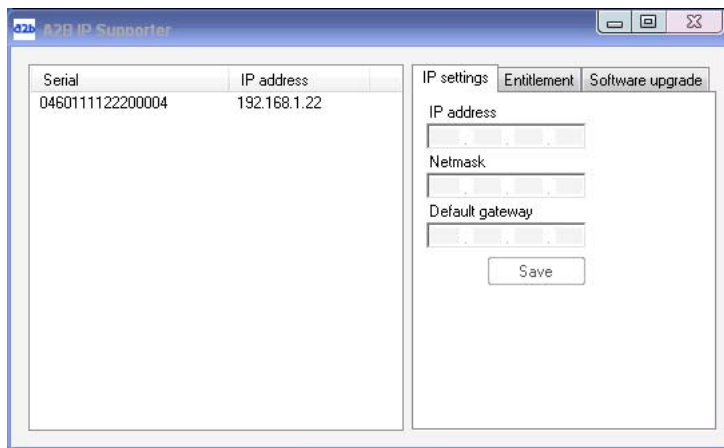 a2b A2B IP Supporter
Serial IP address
0460111122200004 192.168.1.22
IP settings Entitlement Software upgrade
IP address
Netmask
Default gateway
Save